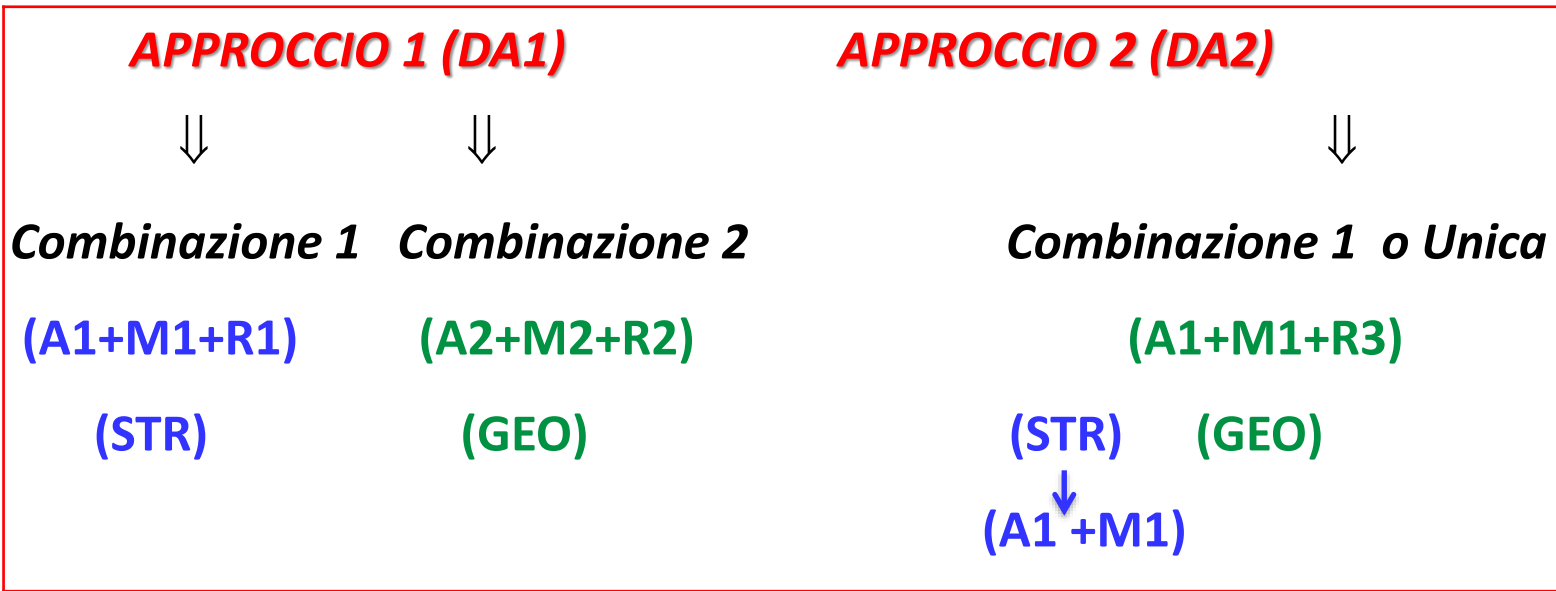 APPROCCIO 1 (DA1) APPROCCIO 2 (DA2)
⇓ ⇓ ⇓
Combinazione 1 Combinazione 2 Combinazione 1 o Unica
(A1+M1+R1) (A2+M2+R2) (A1+M1+R3)
(STR) (GEO) (STR) (GEO)
(A1 +M1)